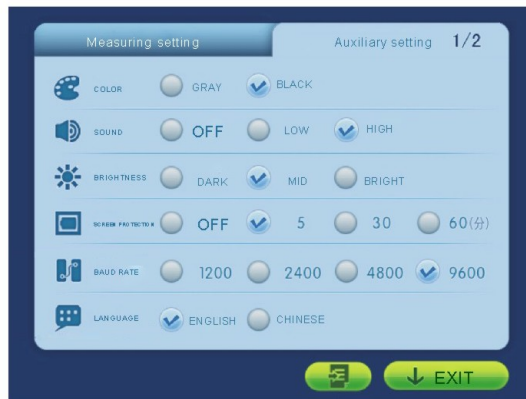 Measuring setting Auxiliary setting 1/2
COLOR GRAY BLACK
SOUND OFF LOW HIGH
BRIGHTNESS DARK MID BRIGHT
SCREEN PROTECTION OFF 5 30 60(分)
BAUD RATE 1200 2400 4800 9600
LANGUAGE ENGLISH CHINESE
EXIT